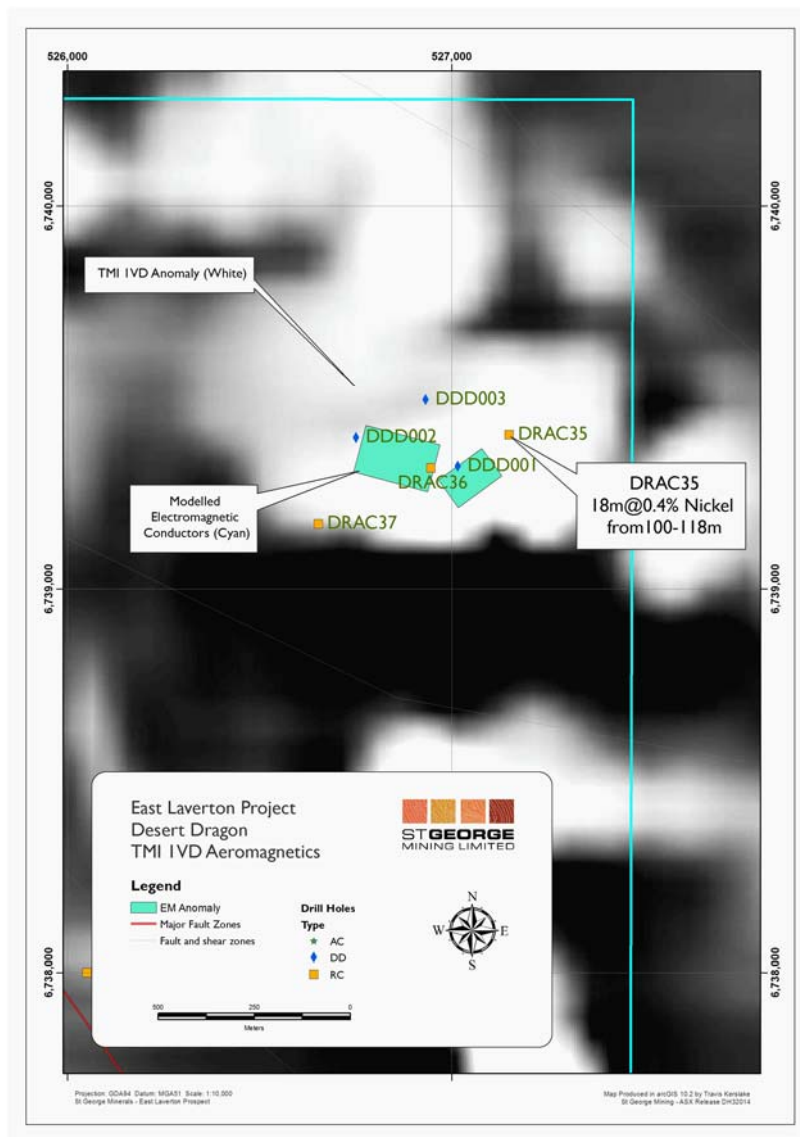 526,000
527,000
6,740,000
6,740,000
TMI 1VD Anomaly (White)
DDD003
DDD002
DRAC35
DDD001
DRAC36
DRAC35
18m@0.4% Nickel
from100-118m
Modelled
Electromagnetic
Conductors (Cyan)
DRAC37
6,739,000
6,739,000
East Laverton Project
Desert Dragon
TMI 1VD Aeromagnetics
ST GEORGE
MINING LIMITED
Legend
EM Anomaly
Major Fault Zones
Fault and shear zones
Drill Holes
Type
AC
DD
RC
N
W
E
S
500
250
0
Meters
6,738,000
6,738,000
Projection: GDA94 Datum: MGA51 Scale: 1:10,000
St George Minerals - East Laverton Prospect
Map Produced in arcGIS 10.2 by Travis Kerslake
St George Mining - ASX Release DH32014